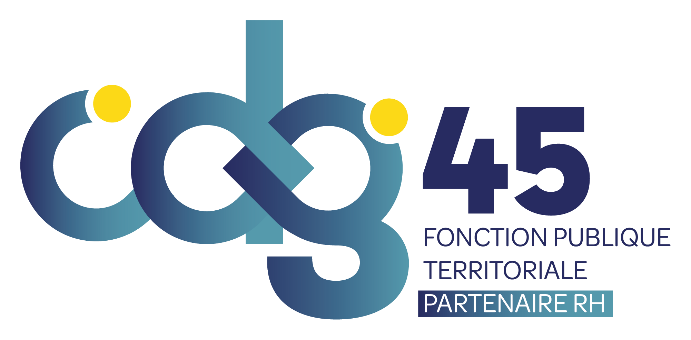 cdg 45
FONCTION PUBLIQUE
TERRITORIALE
PARTENAIRE RH